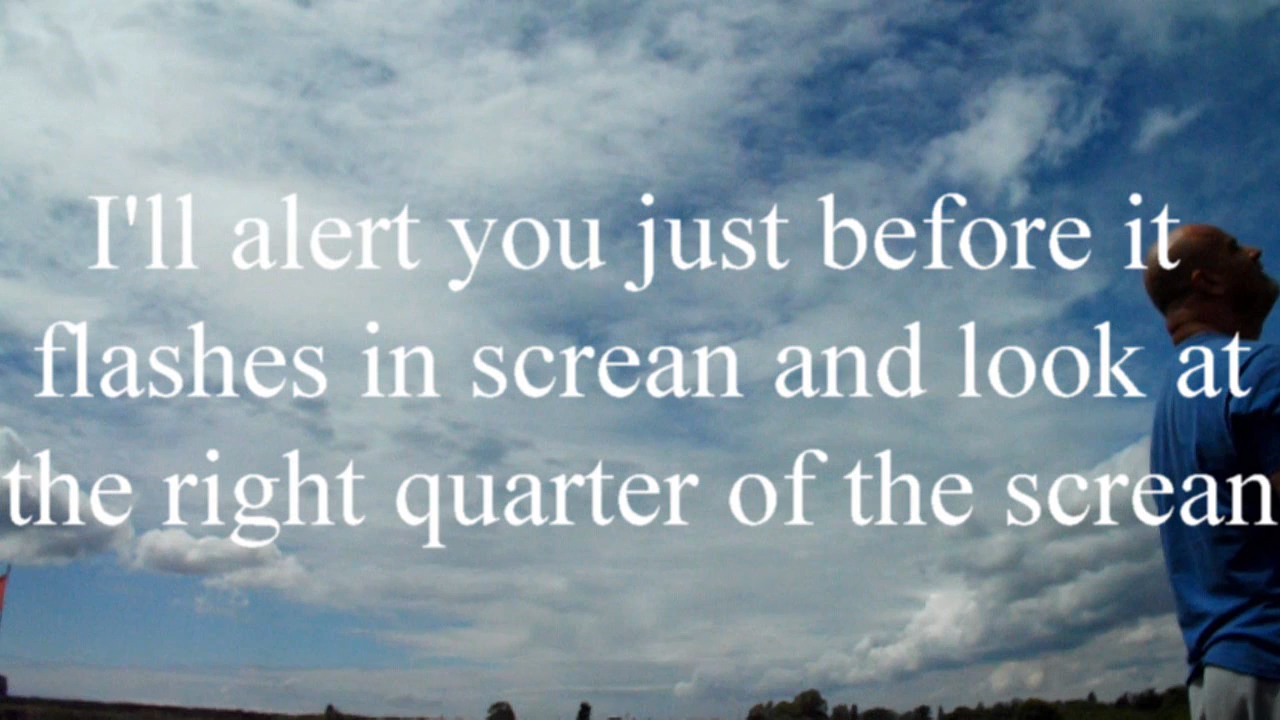 I'll alert you just before it
flashes in screan and look at
the right quarter of the screan